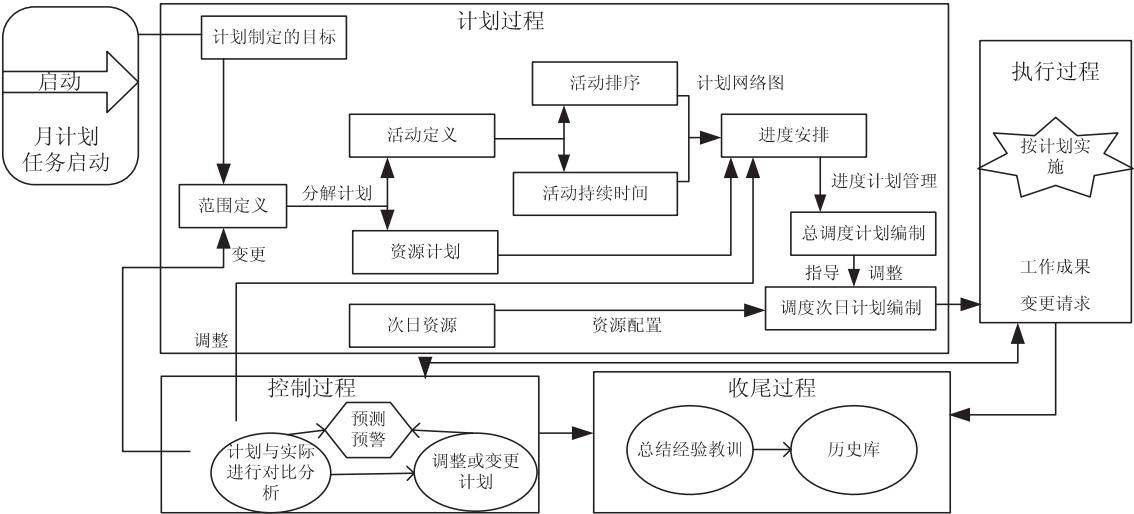 启动
月计划
任务启动
计划过程
计划制定的目标
活动排序
计划网络图
活动定义
进度安排
活动持续时间
进度计划管理
范围定义
分解计划
变更
资源计划
总调度计划编制
指导
调整
次日资源
资源配置
调度次日计划编制
调整
执行过程
按计划实
施
工作成果
变更请求
控制过程
预测
预警
计划与实际
进行对比分
析
调整或变更
计划
收尾过程
总结经验教训
历史库